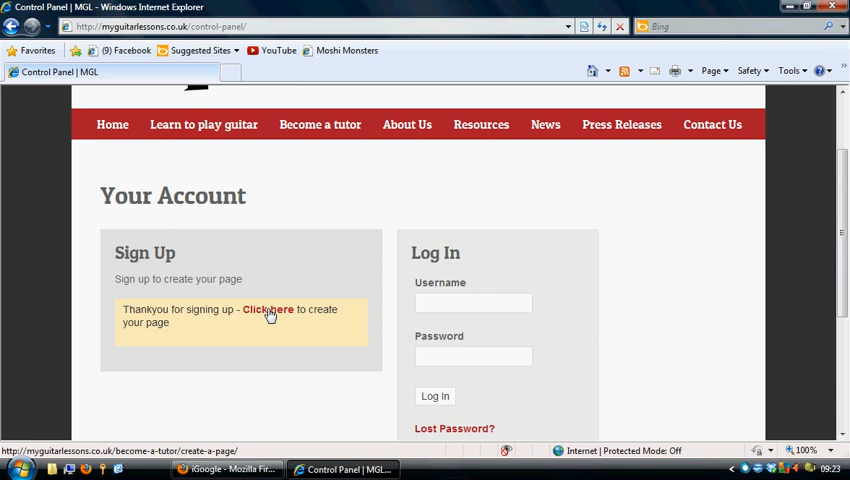 Control Panel | MGL - Windows Internet Explorer
http://myguitarlessons.co.uk/control-panel/
Bing
Favorites
(9) Facebook
Suggested Sites
YouTube
Moshi Monsters
Control Panel | MGL
Page
Safety
Tools
Home
Learn to play guitar
Become a tutor
About Us
Resources
News
Press Releases
Contact Us
Your Account
Sign Up
Sign up to create your page
Thankyou for signing up - Click here to create
your page
Log In
Username
Password
Log In
Lost Password?
http://myguitarlessons.co.uk/become-a-tutor/create-a-page/
Internet | Protected Mode: Off
100%
iGoogle - Mozilla Fir...
Control Panel | MGL...
09:23